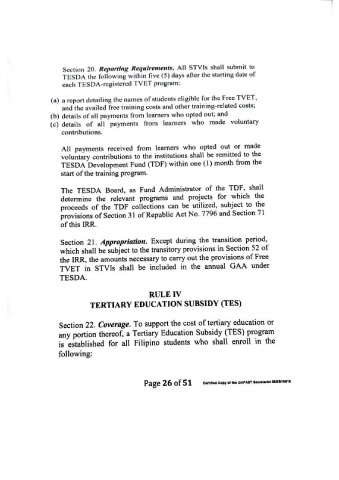 Section 20. Reporting Requirements. All STVIs shall submit to
TESDA the following within five (5) days after the starting date of
each TESDA-registered TVET program:
(a) a report detailing the names of students eligible for the Free TVET,
and the availed free training costs and other training-related costs;
(b) details of all payments from learners who opted out; and
(c) details of all payments from learners who made voluntary
contributions.
All payments received from learners who opted out or made
voluntary contributions to the institutions shall be remitted to the
TESDA Development Fund (TDF) within one (1) month from the
start of the training program.
The TESDA Board, as Fund Administrator of the TDF, shall
determine the relevant programs and projects for which the
proceeds of the TDF collections can be utilized, subject to the
provisions of Section 31 of Republic Act No. 7796 and Section 71
of this IRR.
Section 21. Appropriation. Except during the transition period,
which shall be subject to the transitory provisions in Section 52 of
the IRR, the amounts necessary to carry out the provisions of Free
TVET in STVIs shall be included in the annual GAA under
TESDA.
RULE IV
TERTIARY EDUCATION SUBSIDY (TES)
Section 22. Coverage. To support the cost of tertiary education or
any portion thereof, a Tertiary Education Subsidy (TES) program
is established for all Filipino students who shall enroll in the
following:
Page 26 of 51 Certified Copy of the UniFAST Secretariat